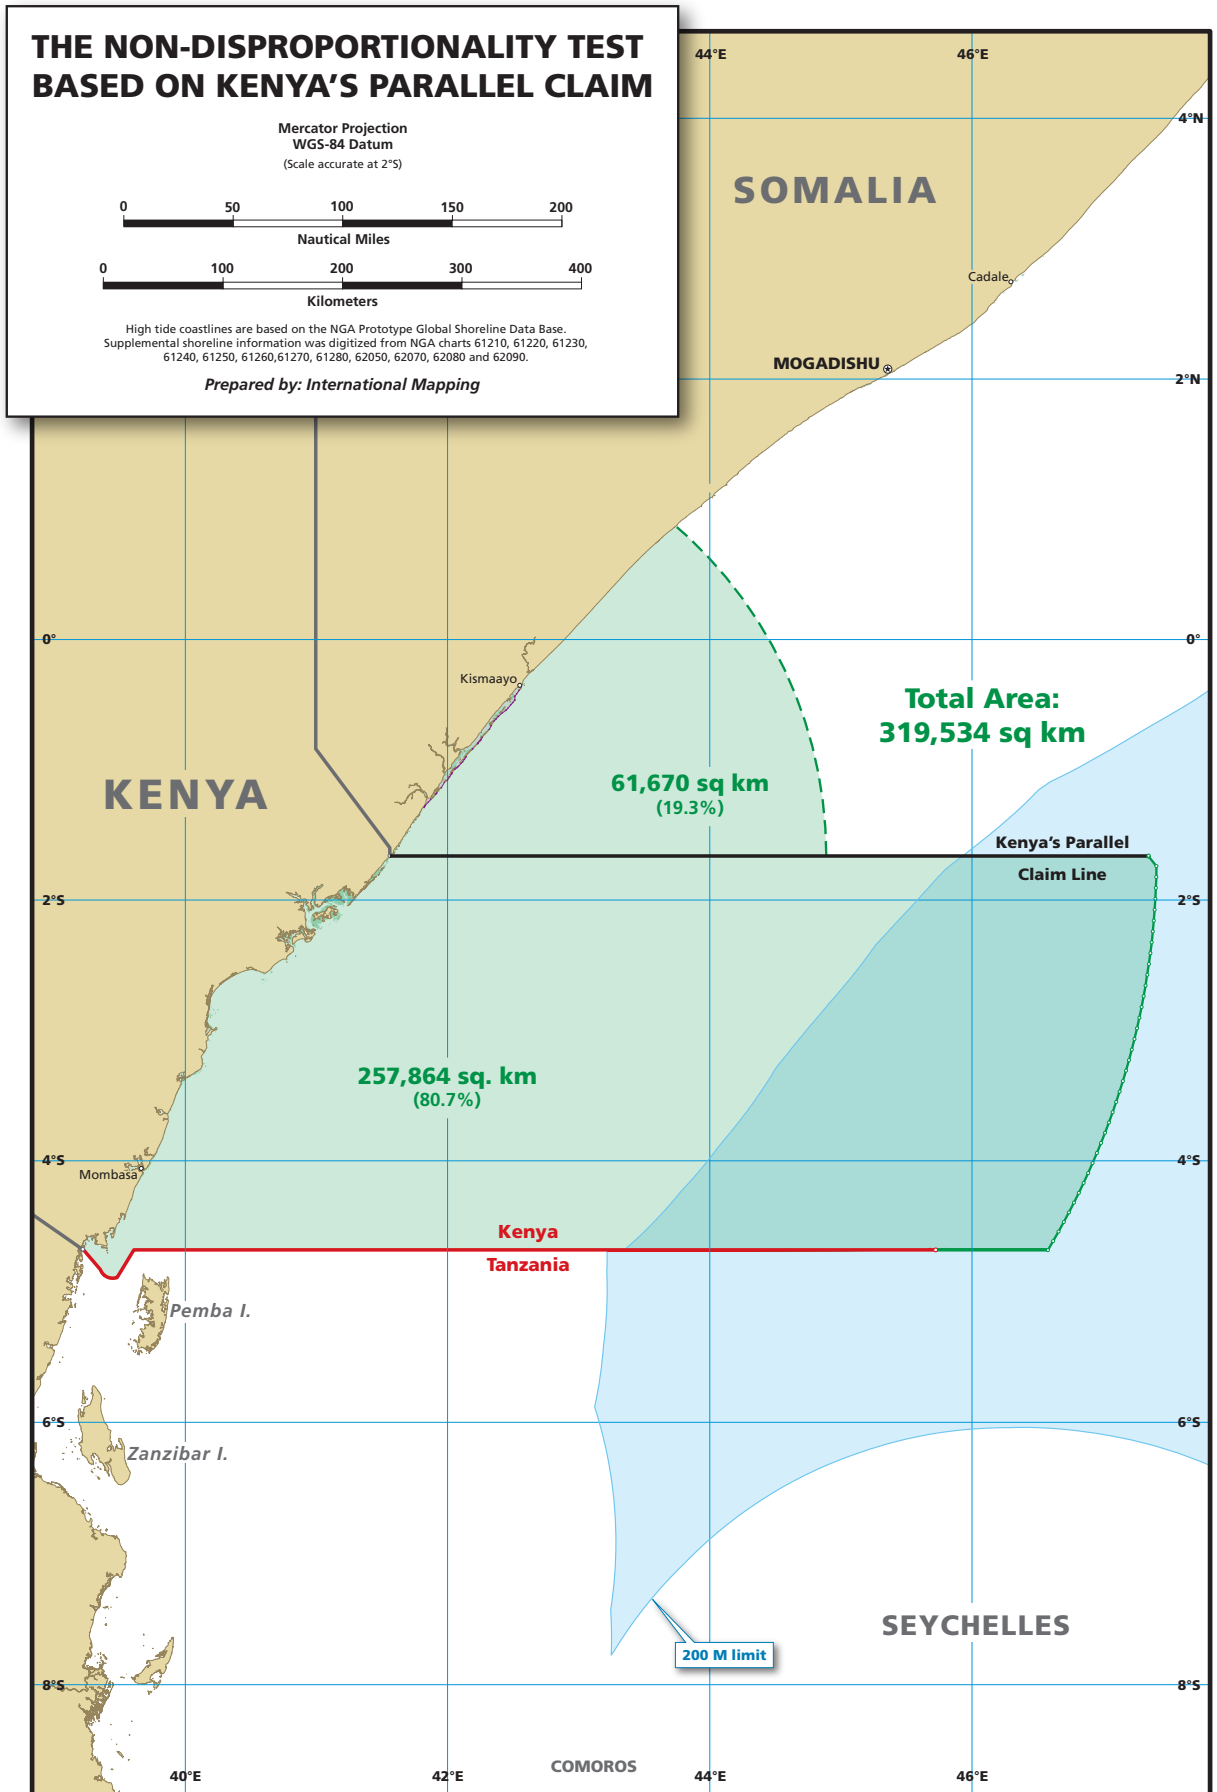 THE NON-DISPROPORTIONALITY TEST
BASED ON KENYA’S PARALLEL CLAIM
Mercator Projection
WGS-84 Datum
(Scale accurate at 2°S)
0 50 100 150 200
Nautical Miles
0 100 200 300 400
Kilometers
High tide coastlines are based on the NGA Prototype Global Shoreline Data Base.
Supplemental shoreline information was digitized from NGA charts 61210, 61220, 61230,
61240, 61250, 61260,61270, 61280, 62050, 62070, 62080 and 62090.
Prepared by: International Mapping
44°E 46°E
4°N
SOMALIA
Cadale
MOGADISHU
2°N
0° 0°
Kismaayo
Total Area:
319,534 sq km
KENYA
61,670 sq km
(19.3%)
Kenya’s Parallel
Claim Line
2°S 2°S
257,864 sq. km
(80.7%)
4°S 4°S
Mombasa
Kenya
Tanzania
Pemba I.
6°S 6°S
Zanzibar I.
SEYCHELLES
200 M limit
8°S 8°S
COMOROS
40°E 42°E 44°E 46°E